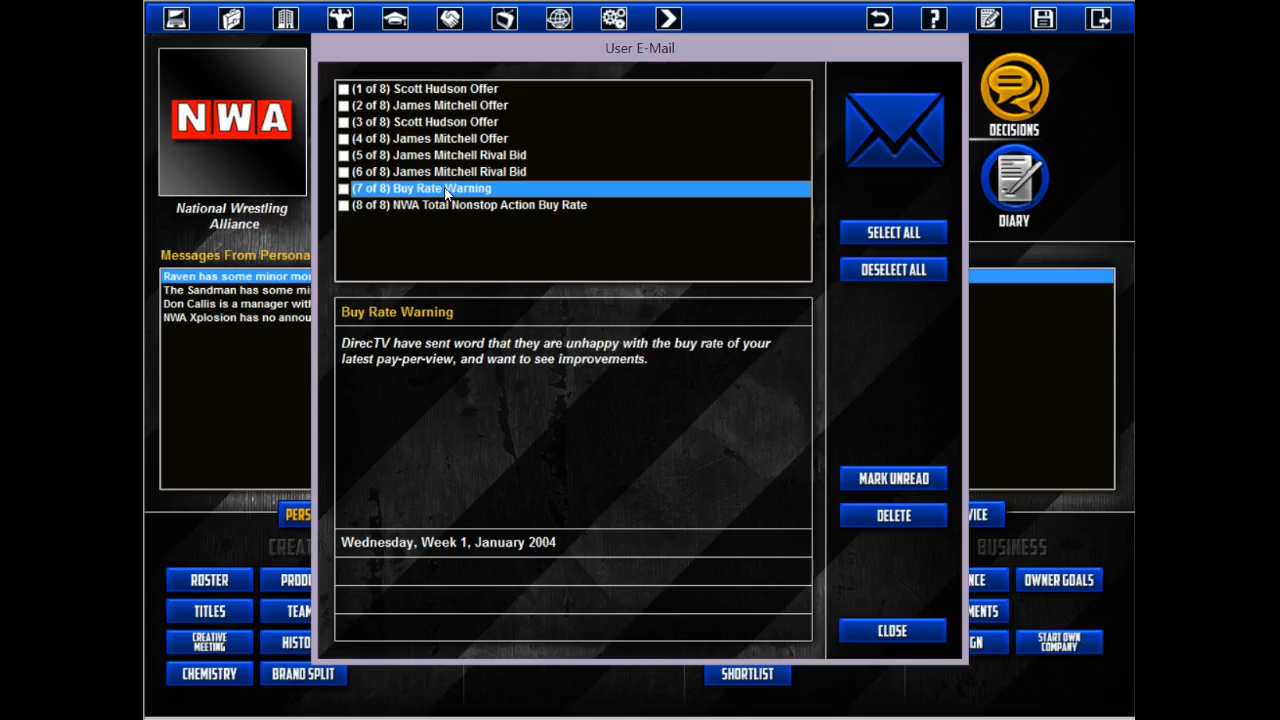 User E-Mail
NWA
National Wrestling
Alliance
Messages From Persona
Raven has some minor mor
The Sandman has some mi
Don Callis is a manager with
NWA Xplosion has no annou
(1 of 8) Scott Hudson Offer
(2 of 8) James Mitchell Offer
(3 of 8) Scott Hudson Offer
(4 of 8) James Mitchell Offer
(5 of 8) James Mitchell Rival Bid
(6 of 8) James Mitchell Rival Bid
(7 of 8) Buy Rate Warning
(8 of 8) NWA Total Nonstop Action Buy Rate
Buy Rate Warning
DirecTV have sent word that they are unhappy with the buy rate of your
latest pay-per-view, and want to see improvements.
Wednesday, Week 1, January 2004
SELECT ALL
DESELECT ALL
MARK UNREAD
DELETE
CLOSE
DECISIONS
DIARY
PERS
VICE
CREA
BUSINESS
ROSTER
PRODU
NCE
OWNER GOALS
TITLES
TEAM
MENTS
CREATIVE
MEETING
HISTO
GN
START OWN
COMPANY
CHEMISTRY
BRAND SPLIT
SHORTLIST